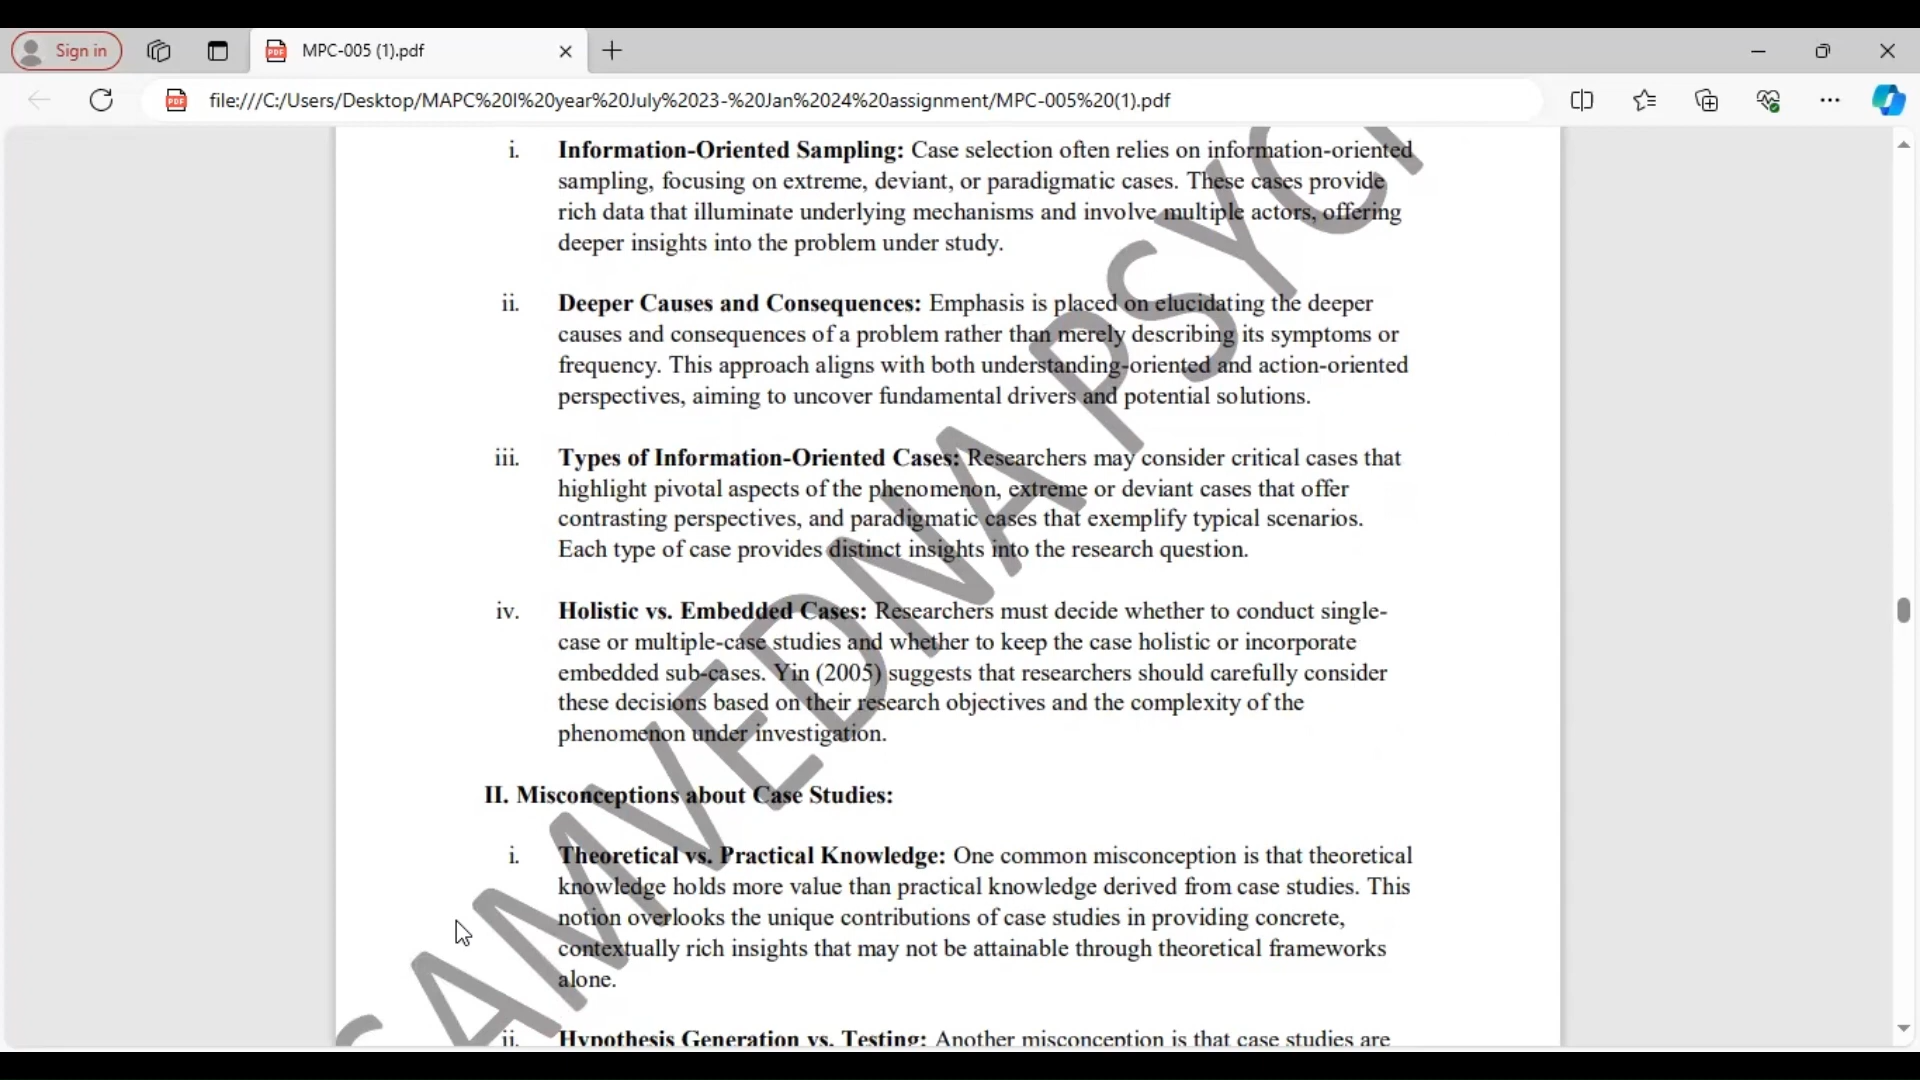 Sign in
MPC-005 (1).pdf
file:///C:/Users/Desktop/MAPC%20I%20year%20July%2023-%20Jan%2024%20assignment/MPC-005%20(1).pdf
i. Information-Oriented Sampling: Case selection often relies on information-oriented
sampling, focusing on extreme, deviant, or paradigmatic cases. These cases provide
rich data that illuminate underlying mechanisms and involve multiple actors, offering
deeper insights into the problem under study.
ii. Deeper Causes and Consequences: Emphasis is placed on elucidating the deeper
causes and consequences of a problem rather than merely describing its symptoms or
frequency. This approach aligns with both understanding-oriented and action-oriented
perspectives, aiming to uncover fundamental drivers and potential solutions.
iii. Types of Information-Oriented Cases: Researchers may consider critical cases that
highlight pivotal aspects of the phenomenon, extreme or deviant cases that offer
contrasting perspectives, and paradigmatic cases that exemplify typical scenarios.
Each type of case provides distinct insights into the research question.
iv. Holistic vs. Embedded Cases: Researchers must decide whether to conduct single-
case or multiple-case studies and whether to keep the case holistic or incorporate
embedded sub-cases. Yin (2005) suggests that researchers should carefully consider
these decisions based on their research objectives and the complexity of the
phenomenon under investigation.
II. Misconceptions about Case Studies:
i. Theoretical vs. Practical Knowledge: One common misconception is that theoretical
knowledge holds more value than practical knowledge derived from case studies. This
notion overlooks the unique contributions of case studies in providing concrete,
contextually rich insights that may not be attainable through theoretical frameworks
alone.
ii. Hypothesis Generation vs. Testing: Another misconception is that case studies are
SAMVEDNA PSYC